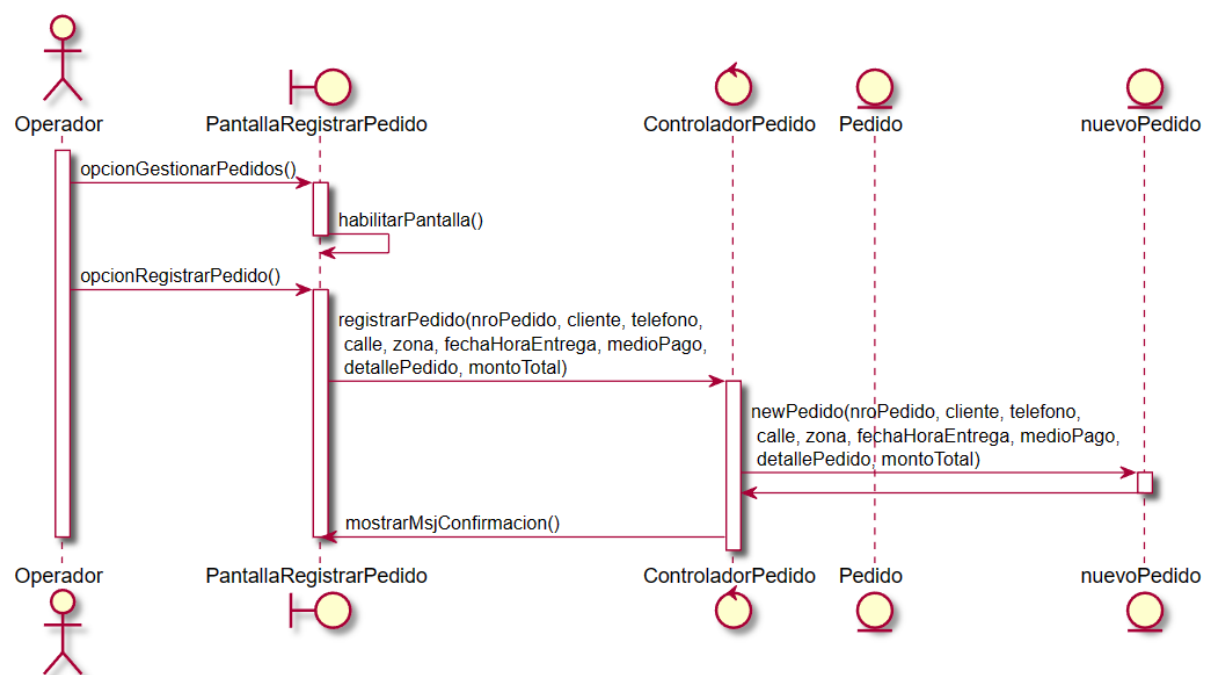 Operador
PantallaRegistrarPedido
ControladorPedido
Pedido
nuevoPedido
opcionGestionarPedidos()
habilitarPantalla()
opcionRegistrarPedido()
registrarPedido(nroPedido, cliente, telefono,
calle, zona, fechaHoraEntrega, medioPago,
detallePedido, montoTotal)
newPedido(nroPedido, cliente, telefono,
calle, zona, fechaHoraEntrega, medioPago,
detallePedido, montoTotal)
mostrarMsjConfirmacion()
Operador
PantallaRegistrarPedido
ControladorPedido
Pedido
nuevoPedido